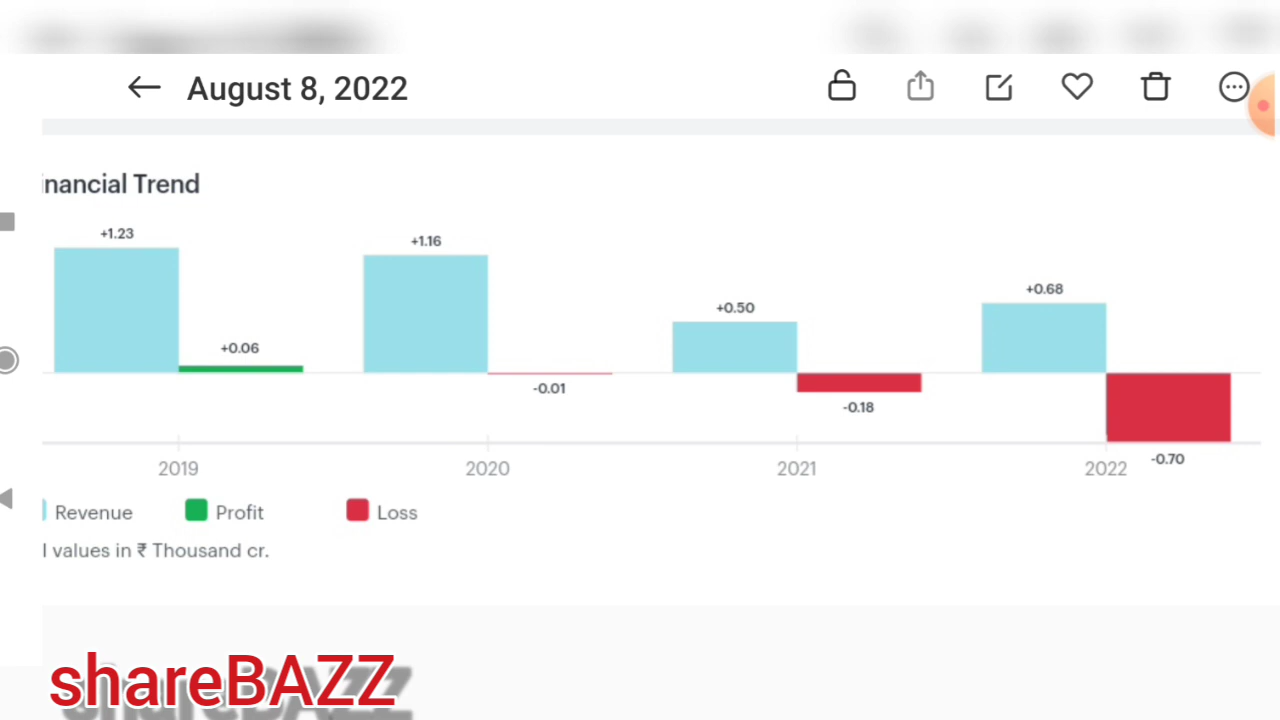 August 8, 2022
inancial Trend
+1.23
+0.06
+1.16
-0.01
+0.50
-0.18
+0.68
-0.70
2019
2020
2021
2022
Revenue
Profit
Loss
l values in ₹ Thousand cr.
shareBAZZ